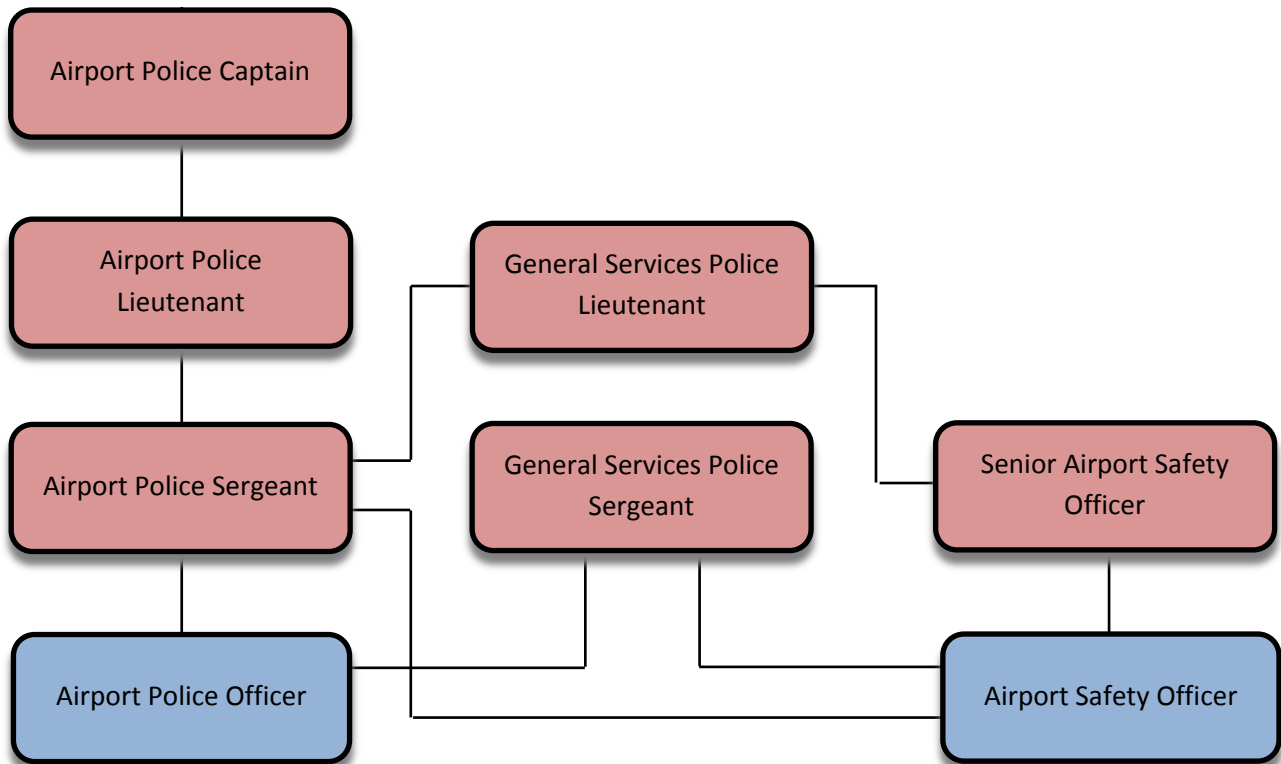 Airport Police Captain
Airport Police
Lieutenant
General Services Police
Lieutenant
Airport Police Sergeant
General Services Police
Sergeant
Senior Airport Safety
Officer
Airport Police Officer
Airport Safety Officer